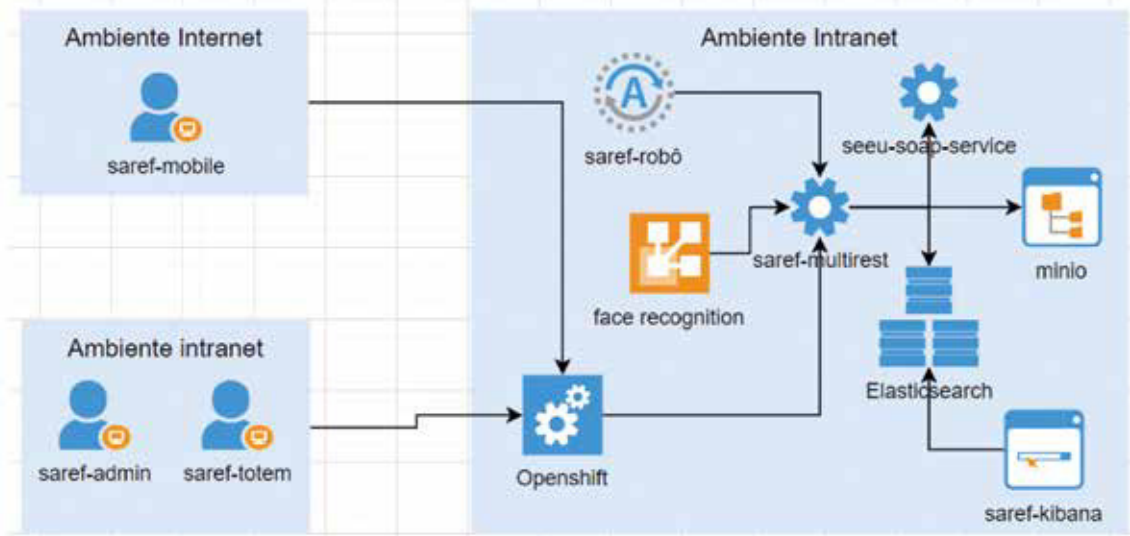 Ambiente Internet
saref-mobile
Ambiente intranet
saref-admin
saref-totem
Ambiente Intranet
A
saref-robô
seeu-soap-service
saref-multirest
minio
face recognition
Elasticsearch
Openshift
saref-kibana